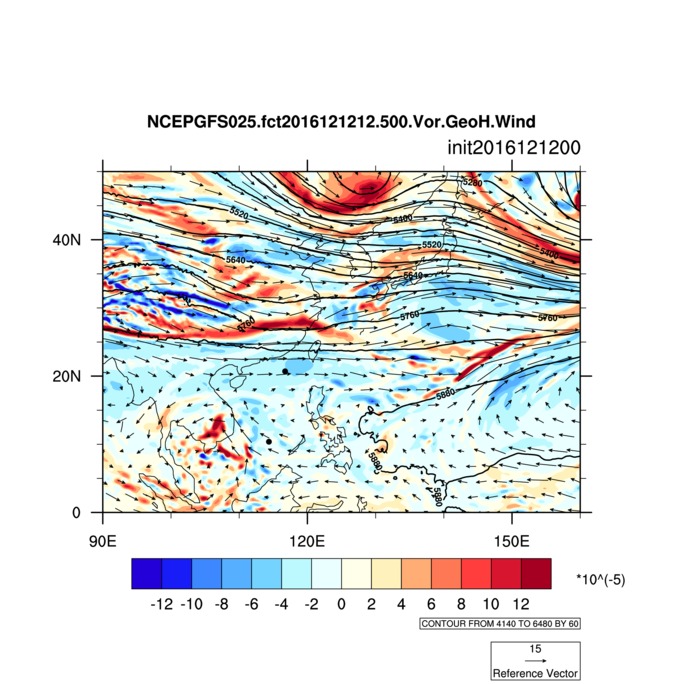 NCEPGFS025.fct2016121212.500.Vor.GeoH.Wind
init2016121200
5280
5520
5400
40N
5520
5400
5640
5640
5760
5760
5760
20N
5880
5880
5880
0
90E 120E 150E
-12 -10 -8 -6 -4 -2 0 2 4 6 8 10 12
*10^(-5)
CONTOUR FROM 4140 TO 6480 BY 60
15
Reference Vector